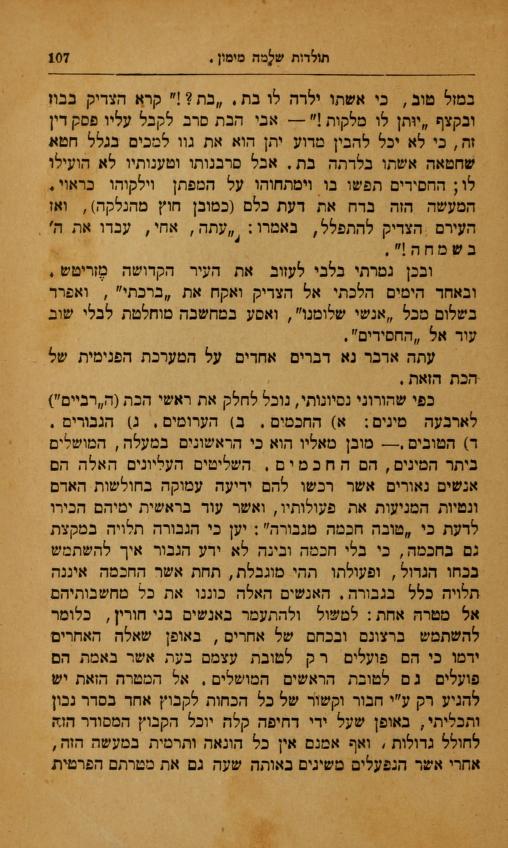 תולדות שלמה מימון. 107
במזל טוב, כי אשתו ילדה לו בת. „בת?!" קרא הצדיק בבוז
ובקצף „יותן לו מלקות!" — אבי הבת סרב לקבל עליו פסק דין
זה, כי לא יכל להבין מדוע יתן הוא את גוו למכים בגלל חטא
שחטאה אשתו בלדתה בת. אבל סרבנותו וטענותיו לא הועילו
לו; החסידים תפשו בו וימתחוהו על המפתן וילקוהו כראוי.
המעשה הזה בדח את דעת כלם (כמובן חוץ מהנלקה), ואז
העירם הצדיק להתפלל, באמרו: „עתה, אחי, עבדו את ה'
בשמחה!".
ובכן גמרתי בלבי לעזוב את העיר הקדושה מֶזריטש.
ובאחד הימים הלכתי אל הצדיק ואקח את „ברכתי", ואפרד
בשלום מכל „אנשי שלומנו", ואסע במחשבה מוחלטת לבלי שוב
עוד אל „החסידים".
עתה אדבר נא דברים אחדים על המערכת הפנימית של
הכת הזאת.
כפי שהורוני נסיונותי, נוכל לחלק את ראשי הכת (ה„רביים")
לארבעה מינים: א) החכמים. ב) הערומים. ג) הגבורים.
ד) הטובים. — מובן מאליו הוא כי הראשונים במעלה, המושלים
ביתר המינים, הם החכמים. השליטים העליונים האלה הם
אנשים נאורים אשר רכשו להם ידיעה עמוקה בחולשות האדם
ונטיות המניעות את פעולותיו, ואשר עוד בראשית ימיהם הכירו
לדעת כי „טובה חכמה מגבורה": יען כי הגבורה תלויה במקצת
גם בחכמה, כי בלי חכמה ובינה לא ידע הגבור איך להשתמש
בכחו הגדול, ופעולתו תהי מוגבלת, תחת אשר החכמה איננה
תלויה כלל בגבורה. האנשים האלה כוננו את כל מחשבותיהם
אל מטרה אחת: למשול ולהתעמר באנשים בני חורין, כלומר
להשתמש ברצונם ובכחם של אחרים, באופן שאלה האחרים
ידמו כי הם פועלים רק לטובת עצמם בעת אשר באמת הם
פועלים גם לטובת הראשים המושלים. אל המטרה הזאת יש
להגיע רק ע"י חבור וקשור של כל הכחות לקבוץ אחד בסדר נכון
ותכליתי, באופן שעל ידי דחיפה קלה יוכל הקבוץ המסודר הזה
לחולל גדולות, ואף אמנם אין כל הונאה ותרמית במעשה הזה,
אחרי אשר הנפעלים משיגים באותה שעה גם את מטרתם הפרטית